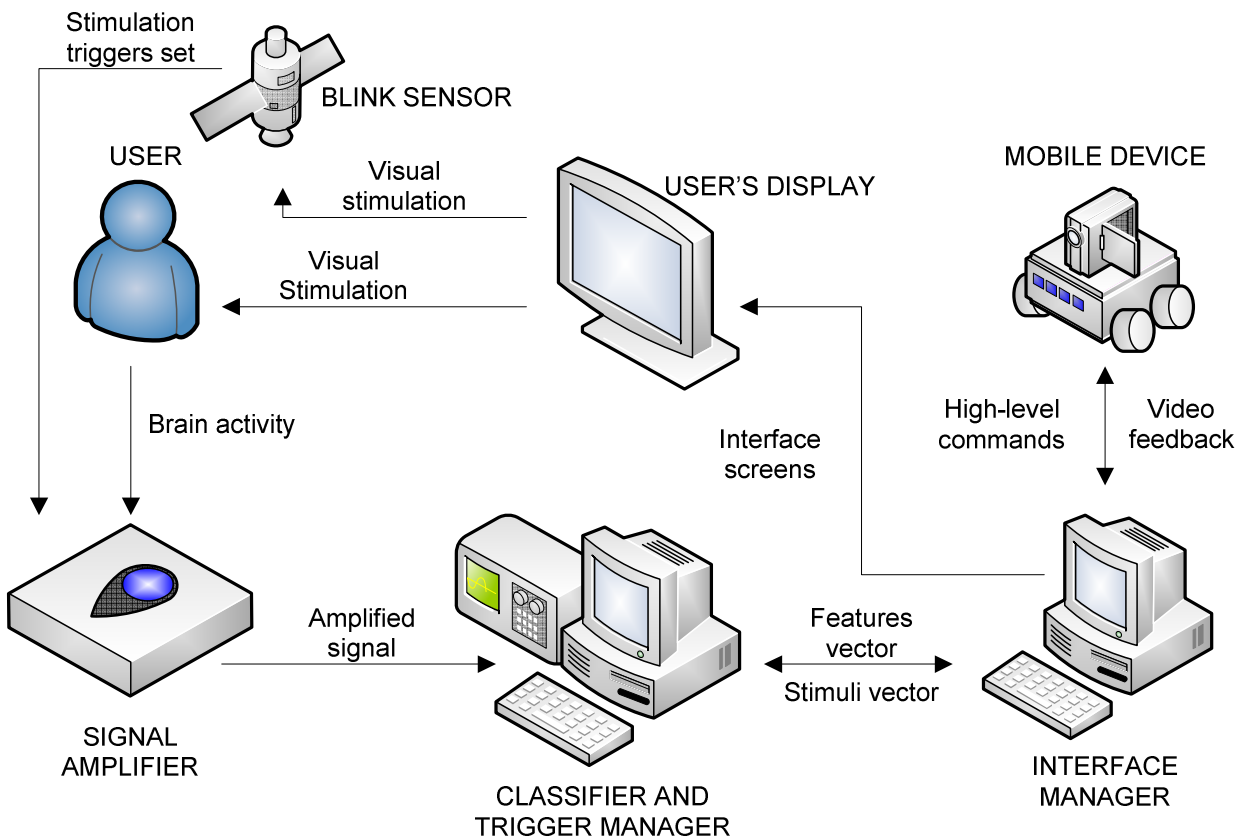 Stimulation
triggers set
BLINK SENSOR
USER
Visual
stimulation
USER'S DISPLAY
MOBILE DEVICE
Visual
Stimulation
Brain activity
High-level
commands
Video
feedback
Interface
screens
Amplified
signal
Features
vector
Stimuli vector
SIGNAL
AMPLIFIER
CLASSIFIER AND
TRIGGER MANAGER
INTERFACE
MANAGER